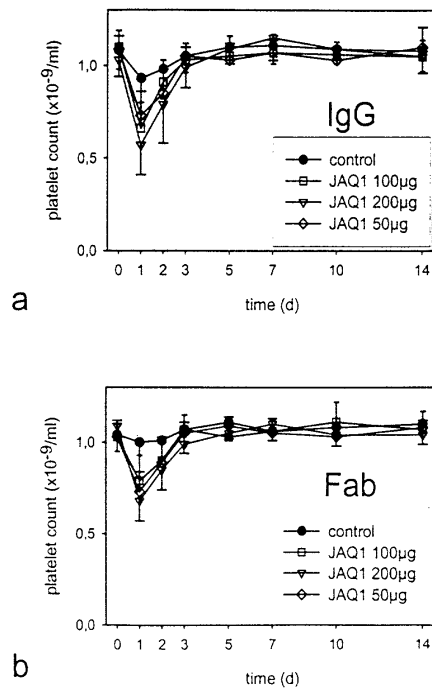 1,0
0,5
0,0
platelet count (x10⁻⁹/ml)
IgG
control
JAQ1 100µg
JAQ1 200µg
JAQ1 50µg
0 1 2 3 5 7 10 14
time (d)
a
1,0
0,5
0,0
platelet count (x10⁻⁹/ml)
Fab
control
JAQ1 100µg
JAQ1 200µg
JAQ1 50µg
0 1 2 3 5 7 10 14
time (d)
b